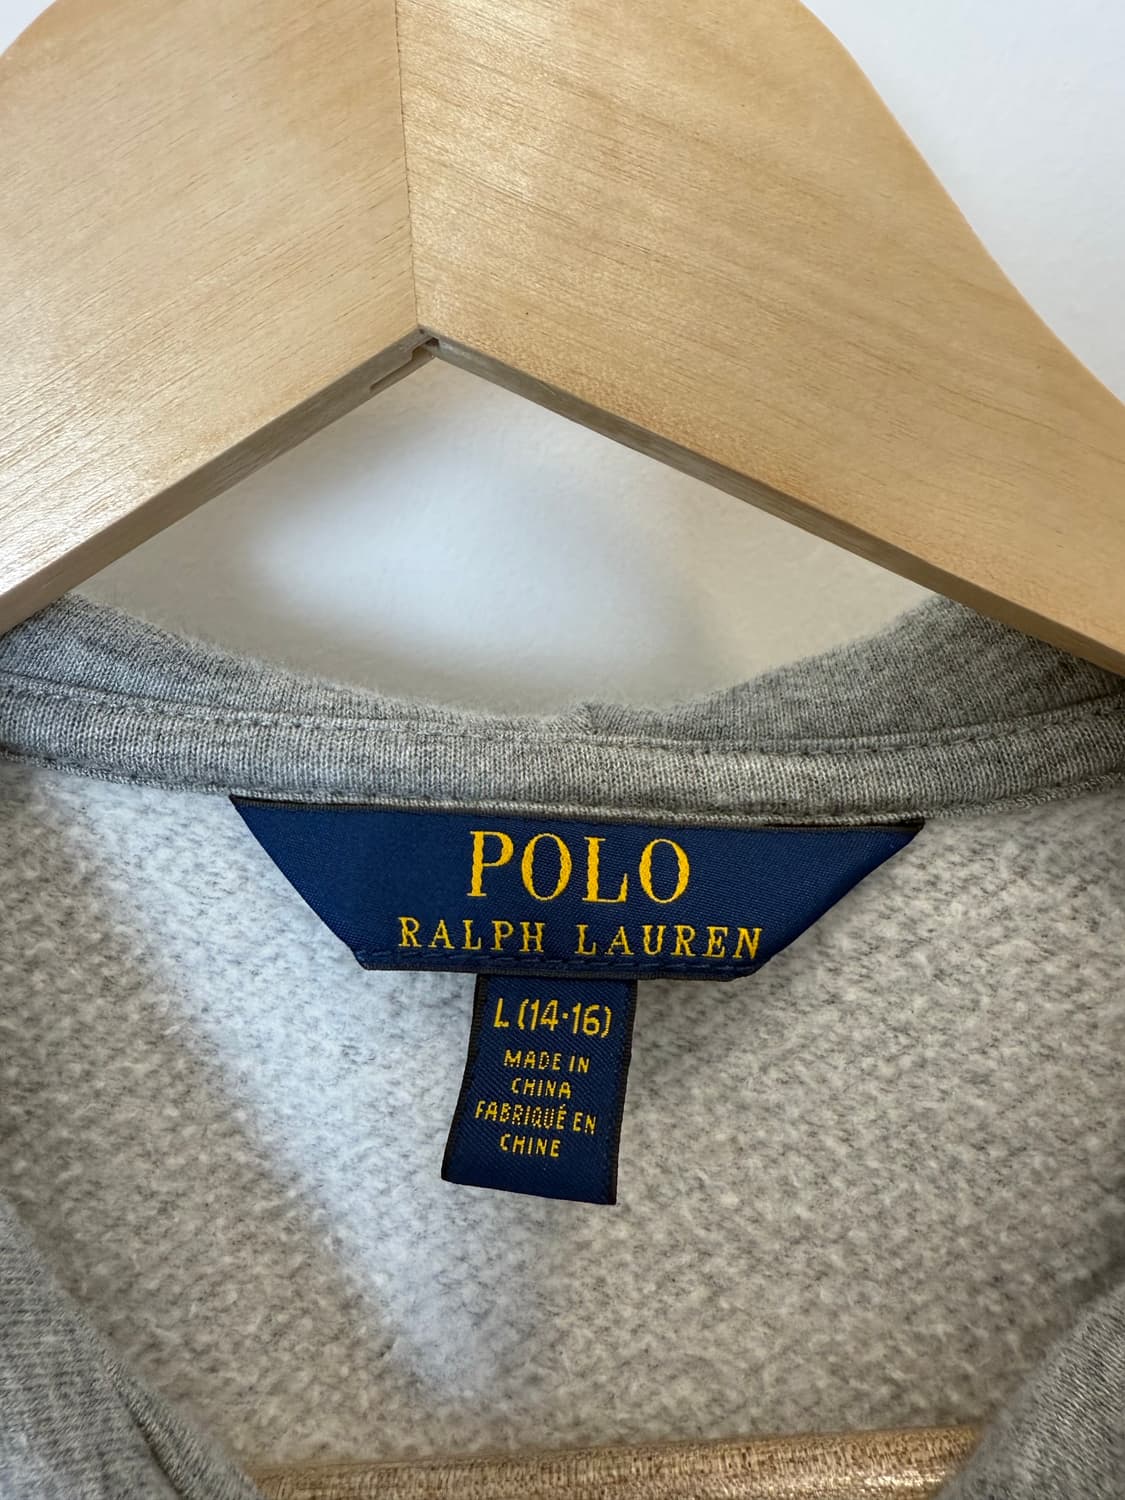 POLO
RALPH LAUREN
L (14-16)
MADE IN
CHINA
FABRIQUÉ EN
CHINE